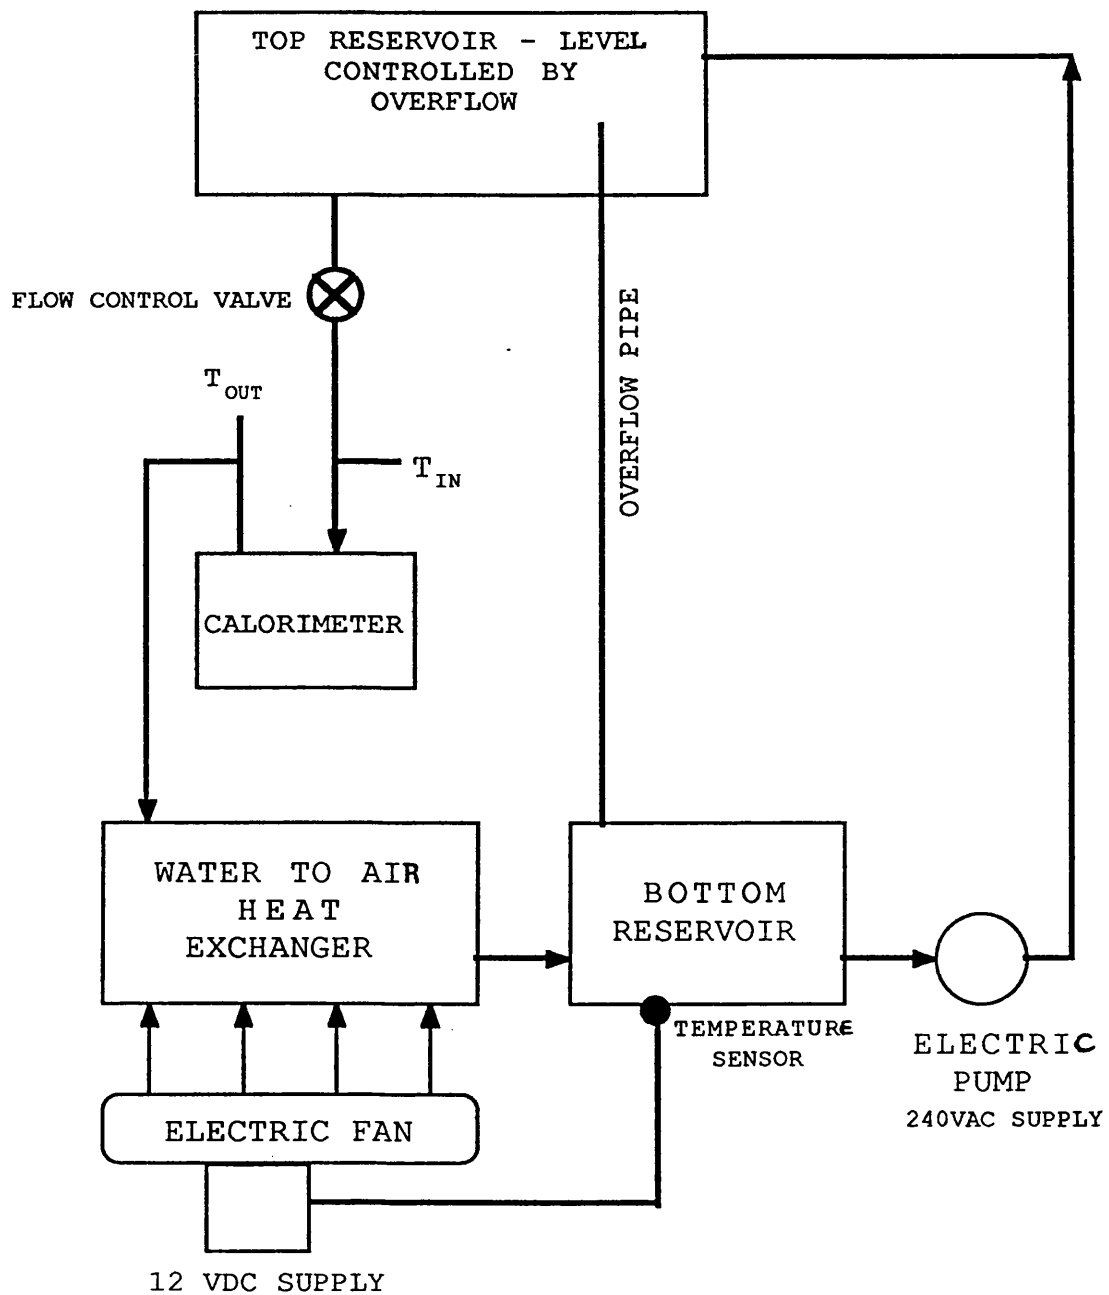 TOP RESERVOIR - LEVEL
CONTROLLED BY
OVERFLOW
FLOW CONTROL VALVE
OVERFLOW PIPE
T OUT
T IN
CALORIMETER
WATER TO AIR
HEAT
EXCHANGER
BOTTOM
RESERVOIR
TEMPERATURE
SENSOR
ELECTRIC
PUMP
240VAC SUPPLY
ELECTRIC FAN
12 VDC SUPPLY